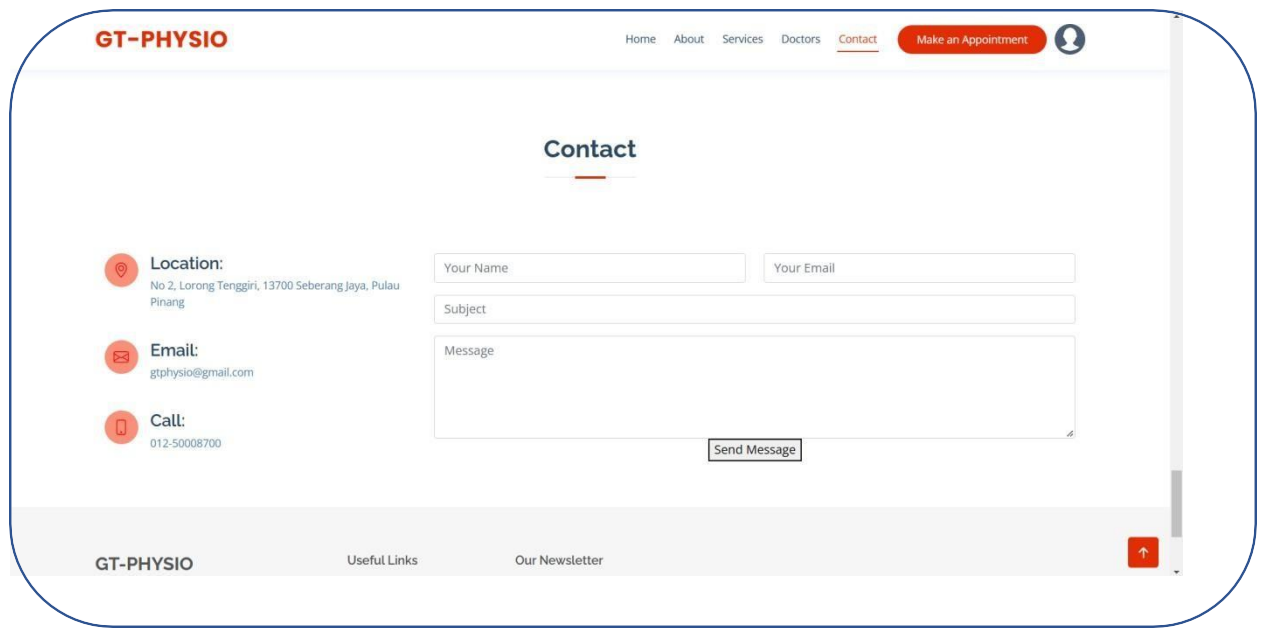 GT-PHYSIO
Home About Services Doctors Contact Make an Appointment
Contact
Location:
No 2, Lorong Tenggiri, 13700 Seberang Jaya, Pulau
Pinang
Email:
gtphysio@gmail.com
Call:
012-50008700
Your Name
Your Email
Subject
Message
Send Message
GT-PHYSIO
Useful Links
Our Newsletter